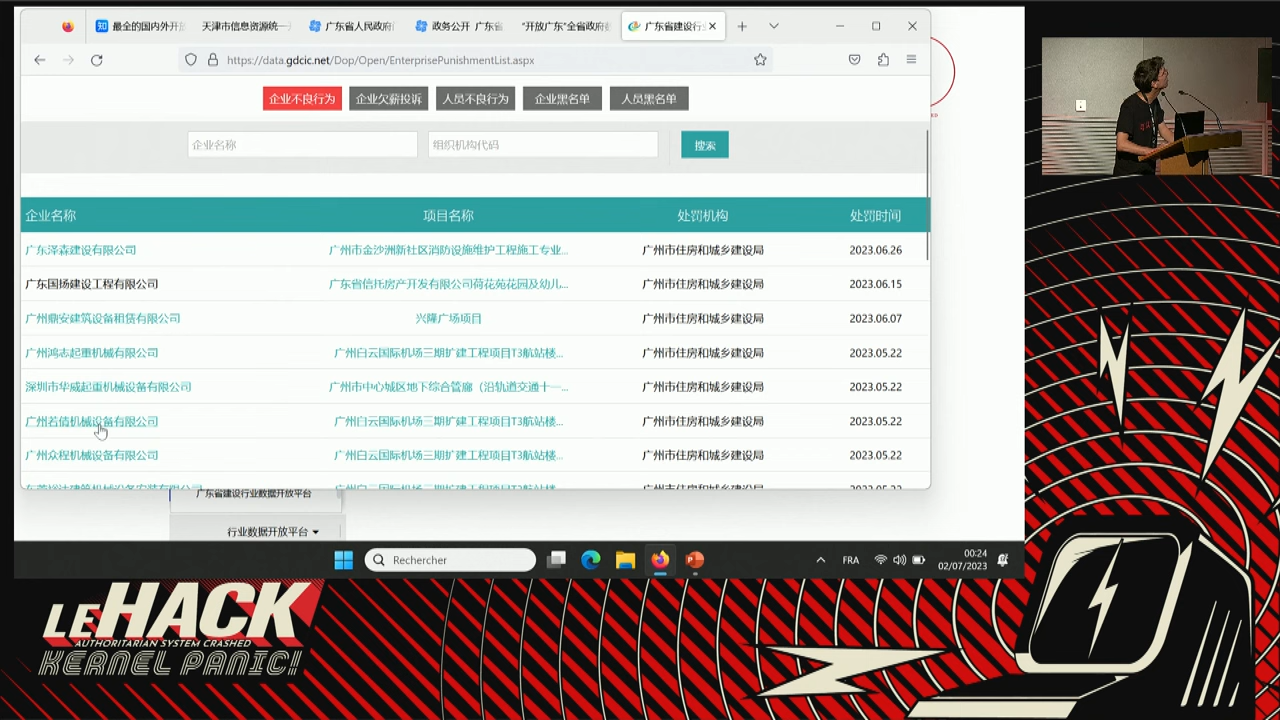 最全的国内外开放
天津市信息资源统一
广东省人民政府
政务公开 广东省
"开放广东"全省政府数
广东省建设行业
https://data.gdcic.net/Dop/Open/EnterprisePunishmentList.aspx
企业不良行为 企业欠薪投诉 人员不良行为 企业黑名单 人员黑名单
企业名称 组织机构代码 搜索
企业名称 项目名称 处罚机构 处罚时间
广东泽森建设有限公司 广州市金沙洲新社区消防设施维护工程施工专业... 广州市住房和城乡建设局 2023.06.26
广东国扬建设工程有限公司 广东省信托房产开发有限公司荷花苑花园及幼儿... 广州市住房和城乡建设局 2023.06.15
广州鼎安建筑设备租赁有限公司 兴隆广场项目 广州市住房和城乡建设局 2023.06.07
广州鸿志起重机械有限公司 广州白云国际机场三期扩建工程项目T3航站楼... 广州市住房和城乡建设局 2023.05.22
深圳市华威起重机械设备有限公司 广州市中心城区地下综合管廊（沿轨道交通十一... 广州市住房和城乡建设局 2023.05.22
广州若倩机械设备有限公司 广州白云国际机场三期扩建工程项目T3航站楼... 广州市住房和城乡建设局 2023.05.22
广州众程机械设备有限公司 广州白云国际机场三期扩建工程项目T3航站楼... 广州市住房和城乡建设局 2023.05.22
广东省建设行业数据开放平台
行业数据开放平台
Rechercher
FRA
00:24
02/07/2023
LEHACK
AUTHORITARIAN SYSTEM CRASHED
KERNEL PANIC!